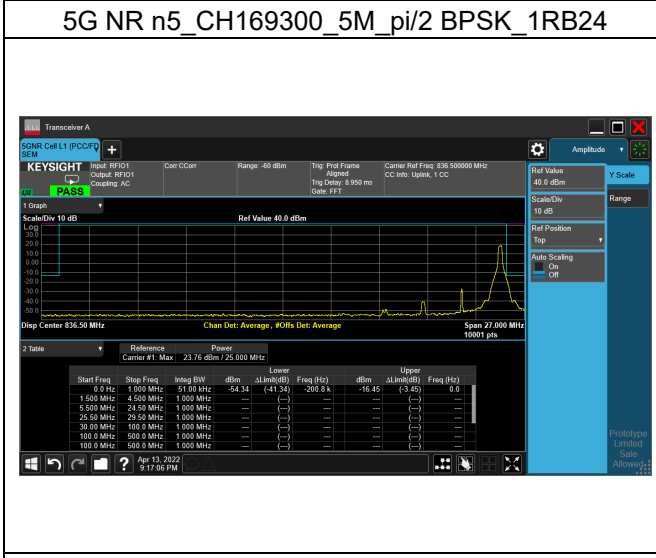 5G NR n5_CH169300_5M_pi/2 BPSK_1RB24
Transceiver A
5GNR Cell L1 (PCC/FD
SEM
Amplitude
KEYSIGHT
LXI
PASS
Input: RFIO1
Output: RFIO1
Coupling: AC
Corr CCorr
Range: -60 dBm
Trig: Prot Frame
Aligned
Trig Delay: 8.950 ms
Gate: FFT
Carrier Ref Freq: 836.500000 MHz
CC Info: Uplink, 1 CC
Ref Value
40.0 dBm
Y Scale
Scale/Div
10 dB
Range
Ref Position
Top
Auto Scaling
On
Off
1 Graph
Scale/Div 10 dB
Ref Value 40.0 dBm
Log
30.0
20.0
10.0
0.00
-10.0
-20.0
-30.0
-40.0
-50.0
Disp Center 836.50 MHz
Chan Det: Average , #Offs Det: Average
Span 27.000 MHz
10001 pts
2 Table
Reference Power
Carrier #1: Max 23.76 dBm / 25.000 MHz
Lower Upper
Start Freq Stop Freq Integ BW dBm ΔLimit(dB) Freq (Hz) dBm ΔLimit(dB) Freq (Hz)
0.0 Hz 1.000 MHz 51.00 kHz -54.34 (-41.34) -200.8 k -16.45 (-3.45) 0.0
1.500 MHz 4.500 MHz 1.000 MHz --- (---) --- --- (---) ---
5.500 MHz 24.50 MHz 1.000 MHz --- (---) --- --- (---) ---
25.50 MHz 29.50 MHz 1.000 MHz --- (---) --- --- (---) ---
30.00 MHz 100.0 MHz 1.000 MHz --- (---) --- --- (---) ---
100.0 MHz 500.0 MHz 1.000 MHz --- (---) --- --- (---) ---
100.0 MHz 500.0 MHz 1.000 MHz --- (---) --- --- (---) ---
Apr 13, 2022
9:17:06 PM
Prototype
Limited
Sale
Allowed